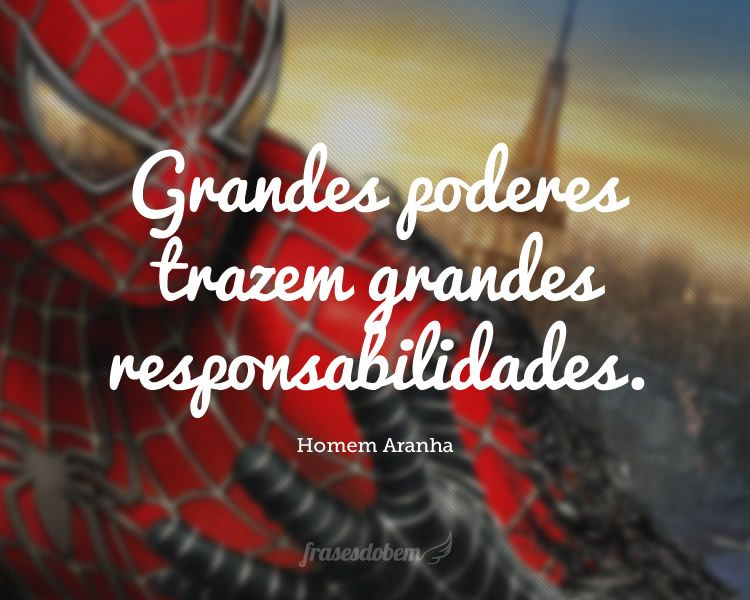 Grandes poderes
trazem grandes
responsabilidades.
Homem Aranha
frasesdobem